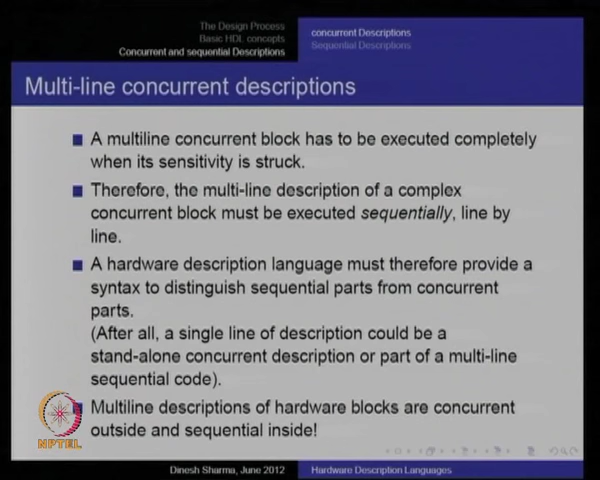 The Design Process
Basic HDL concepts
Concurrent and sequential Descriptions
concurrent Descriptions
Sequential Descriptions
Multi-line concurrent descriptions
A multiline concurrent block has to be executed completely
when its sensitivity is struck.
Therefore, the multi-line description of a complex
concurrent block must be executed sequentially, line by
line.
A hardware description language must therefore provide a
syntax to distinguish sequential parts from concurrent
parts.
(After all, a single line of description could be a
stand-alone concurrent description or part of a multi-line
sequential code).
Multiline descriptions of hardware blocks are concurrent
outside and sequential inside!
NPTEL
Dinesh Sharma, June 2012
Hardware Description Languages